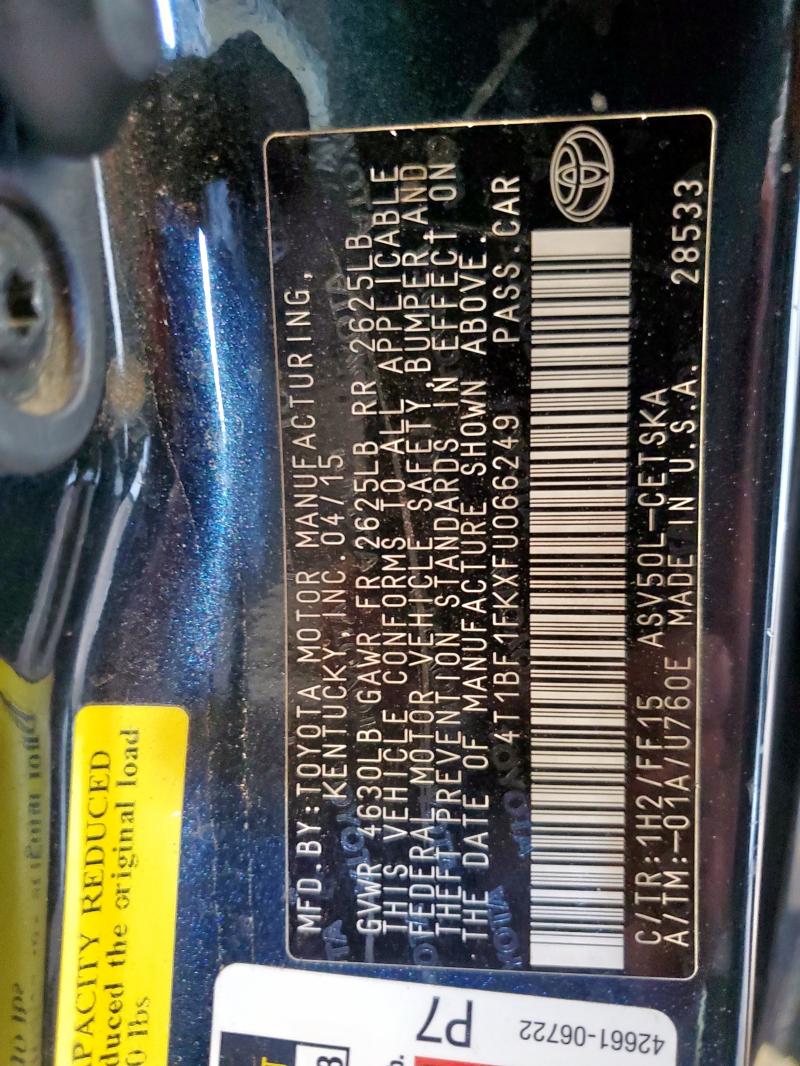 MFD.BY:TOYOTA MOTOR MANUFACTURING,
KENTUCKY,INC.04/15
GVWR 4630LB GAWR FR 2625LB RR 2625LB
THIS VEHICLE CONFORMS TO ALL APPLICABLE
FEDERAL MOTOR VEHICLE SAFETY,BUMPER,AND
THEFT PREVENTION STANDARDS IN EFFECT ON
THE DATE OF MANUFACTURE SHOWN ABOVE.
4T1BF1FKXFU066249 PASS.CAR
C/TR:1H2/FF15 ASV50L-CETSKA 28533
A/TM:-01A/U760E MADE IN U.S.A.
APACITY REDUCED
duced the original load
0 lbs
P7
42661-06722